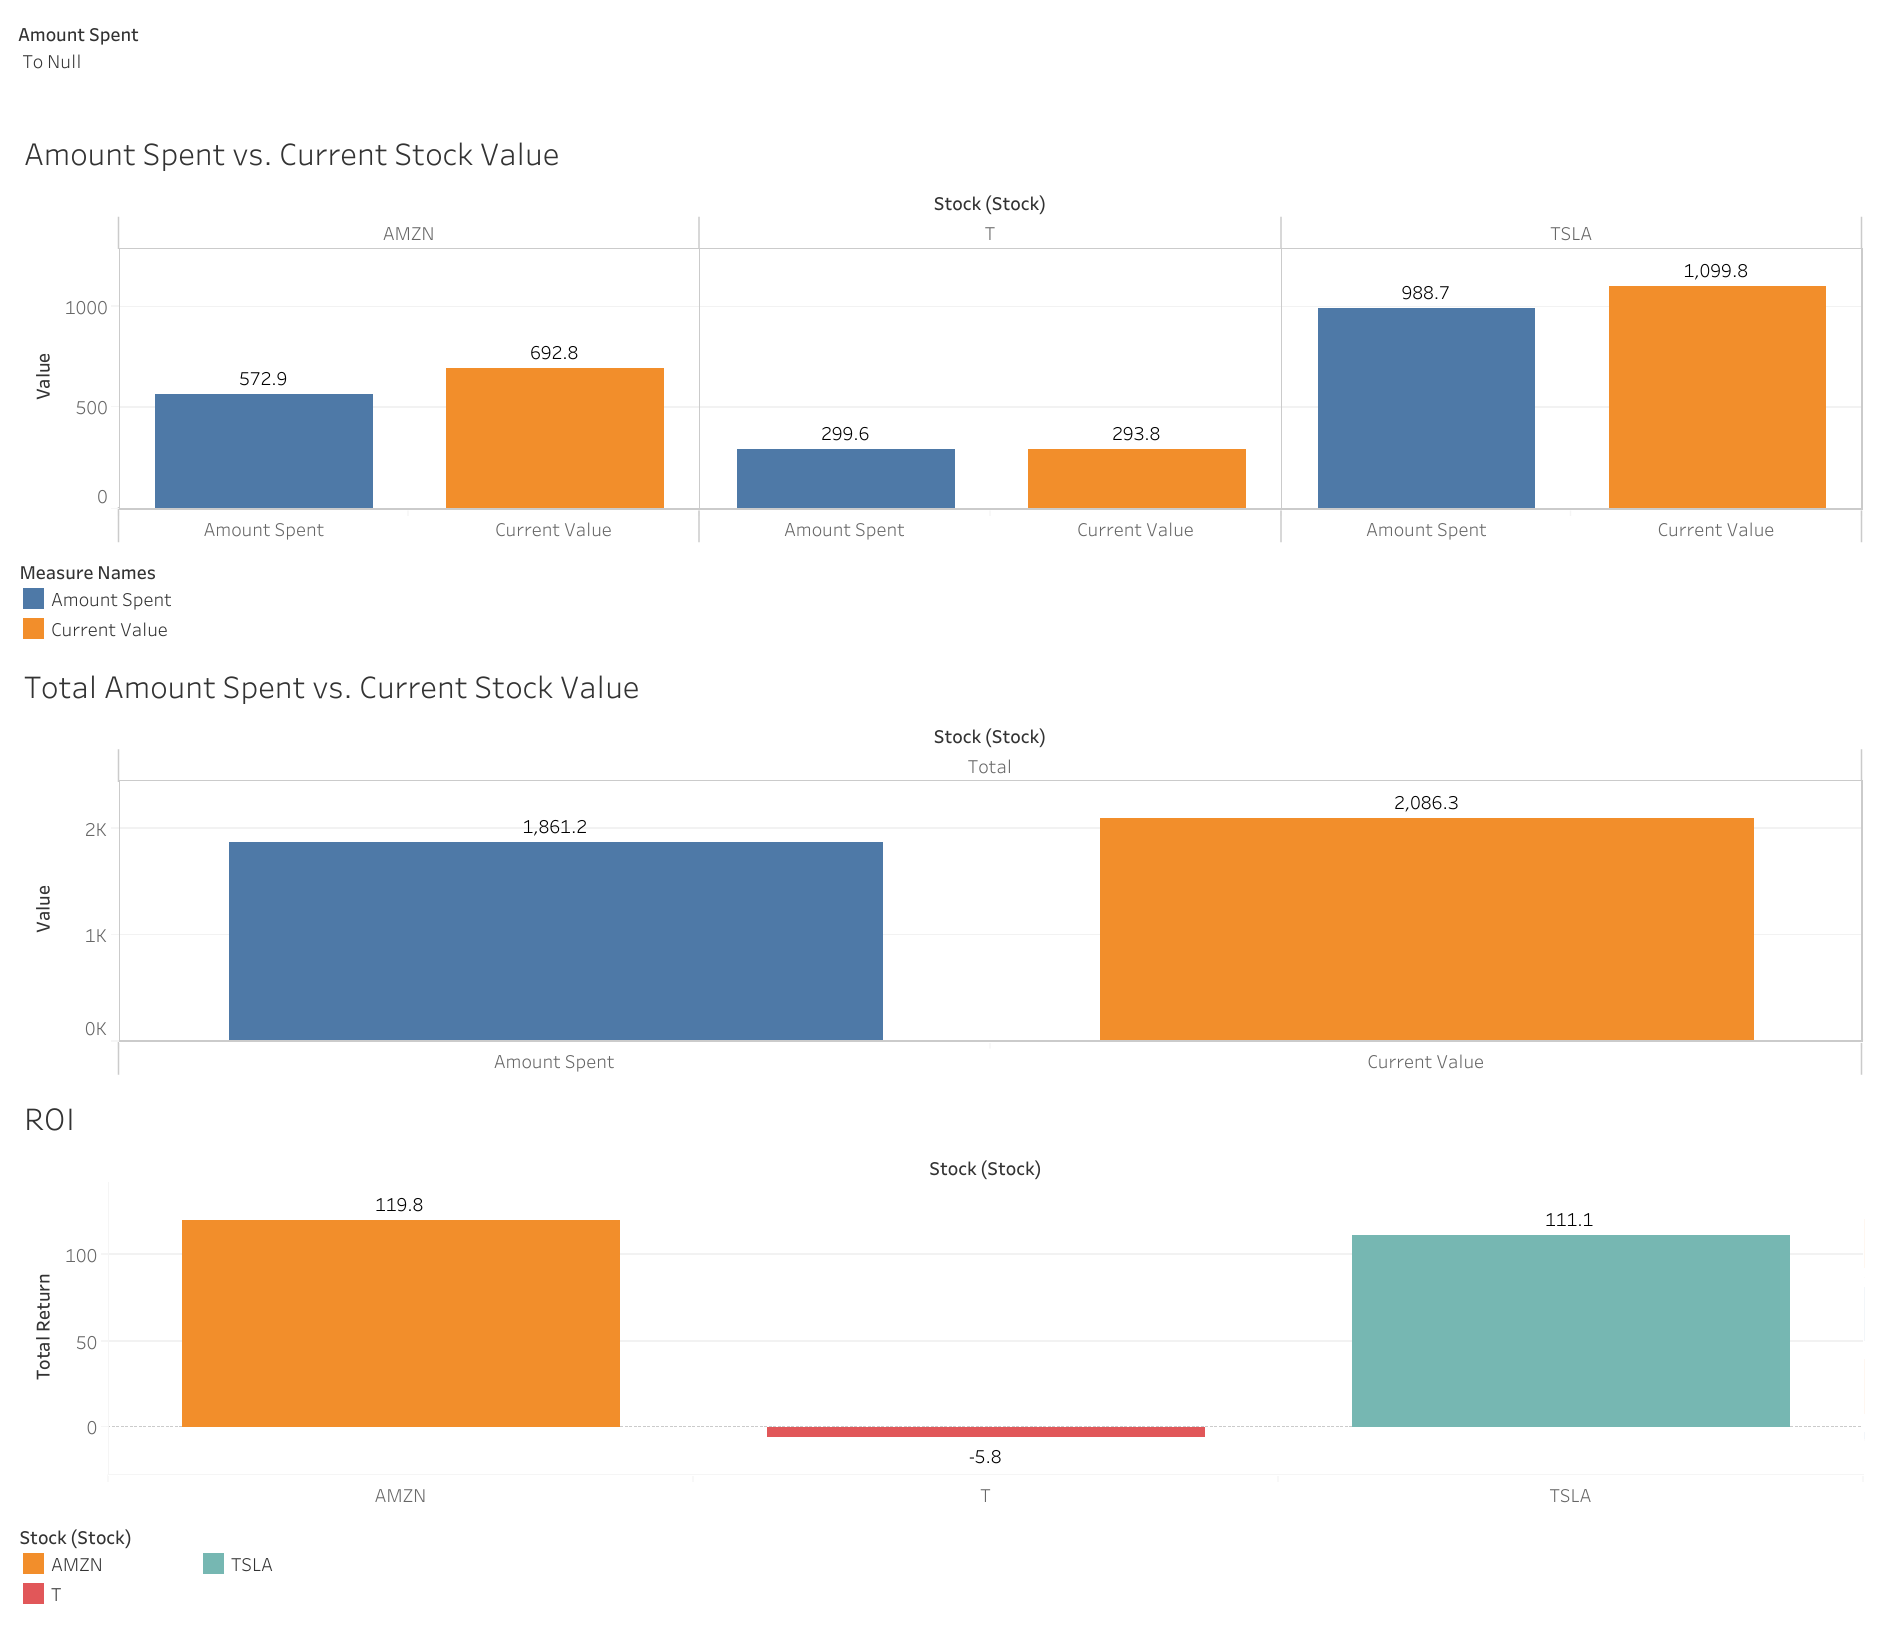 Amount Spent
To Null
Amount Spent vs. Current Stock Value
Stock (Stock)
AMZN T TSLA
Value
1000
500
0
572.9 692.8 299.6 293.8 988.7 1,099.8
Amount Spent Current Value Amount Spent Current Value Amount Spent Current Value
Measure Names
Amount Spent
Current Value
Total Amount Spent vs. Current Stock Value
Stock (Stock)
Total
Value
2K
1K
0K
1,861.2 2,086.3
Amount Spent Current Value
ROI
Stock (Stock)
Total Return
100
50
0
119.8 -5.8 111.1
AMZN T TSLA
Stock (Stock)
AMZN TSLA
T